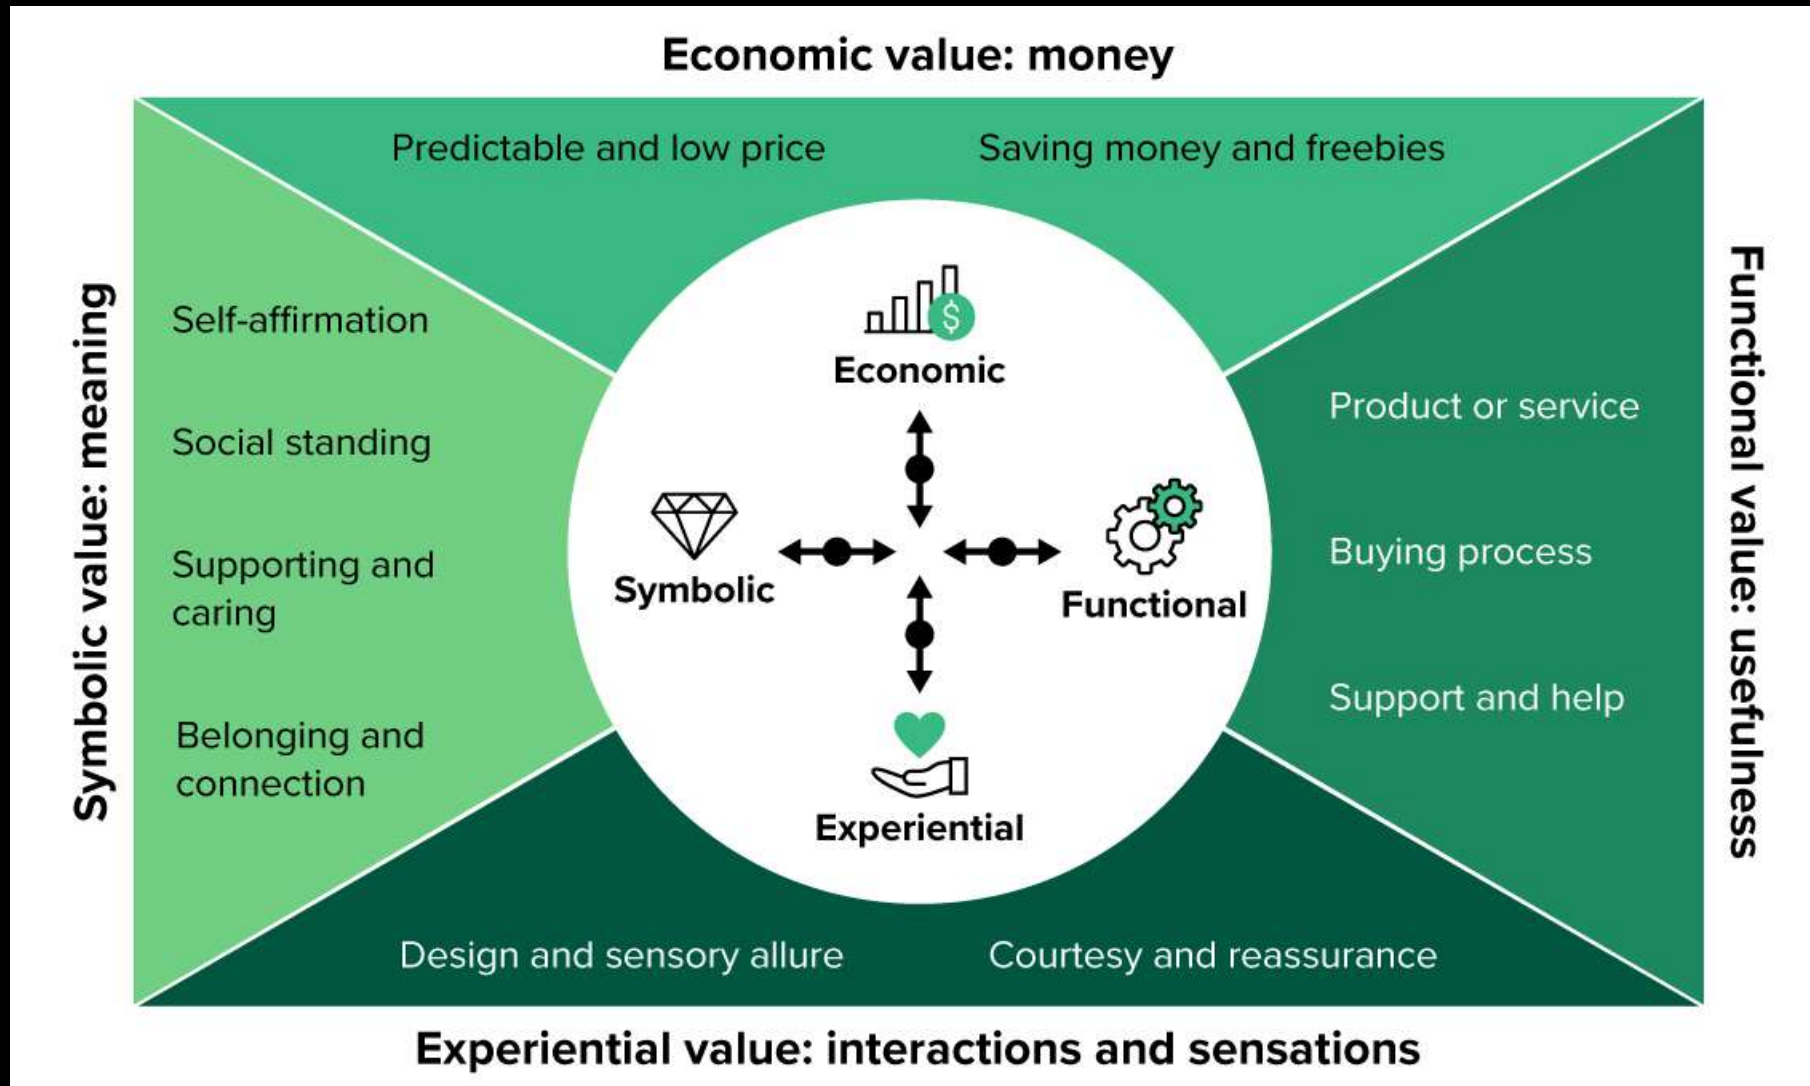 Economic value: money
Predictable and low price
Saving money and freebies
Symbolic value: meaning
Self-affirmation
Social standing
Supporting and
caring
Belonging and
connection
$
Economic
Symbolic
Functional
Experiential
Product or service
Buying process
Support and help
Functional value: usefulness
Design and sensory allure
Courtesy and reassurance
Experiential value: interactions and sensations